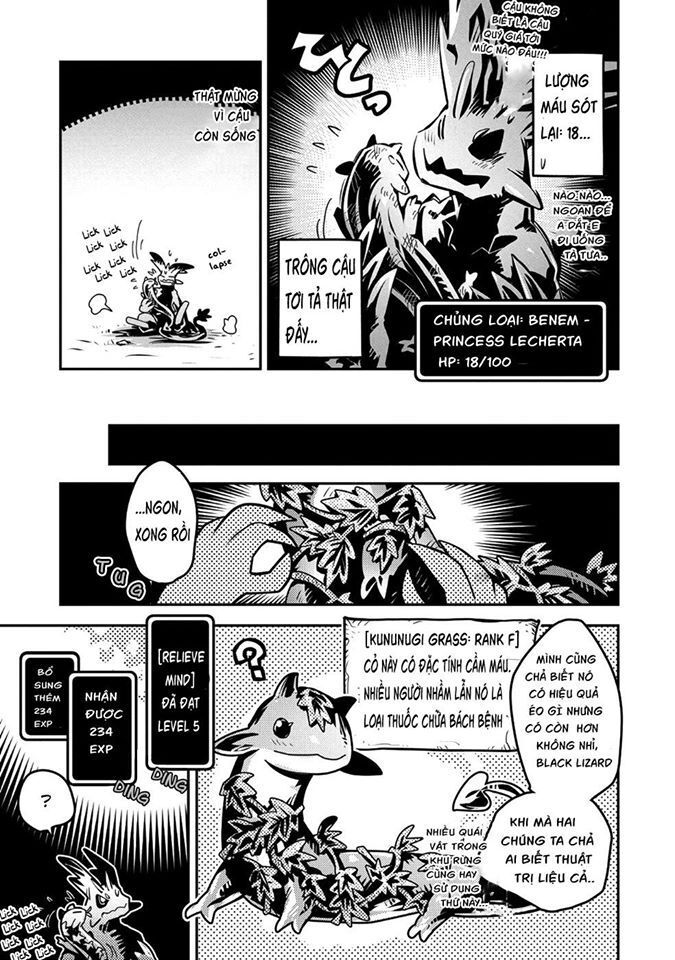 CẬU KHÔNG
BIẾT LÀ CẬU
QUÝ GIÁ TỚI
MỨC NÀO ĐÂU!!!
LƯỢNG
MÁU SÓT
LẠI: 18...
NÀO NÀO...
NGOAN ĐỂ
A DẮT E
ĐI UỐNG
TÀ TƯA..
TRÔNG CẬU
TƠI TẢ THẬT
ĐẤY...
CHỦNG LOẠI: BENEM -
PRINCESS LECHERTA
HP: 18/100
THẬT MỪNG
VÌ CẬU
CÒN SỐNG
Lick Lick
Lick Lick
Lick Lick
Lick Lick
col-
lapse
...NGON,
XONG RỒI
TUG
MÌNH CŨNG
CHẢ BIẾT NÓ
CÓ HIỆU QUẢ
ÉO GÌ NHƯNG
CÓ CÒN HƠN
KHÔNG NHỈ,
BLACK LIZARD
KHI MÀ HAI
CHÚNG TA CHẢ
AI BIẾT THUẬT
TRỊ LIỆU CẢ..
[KUNUNUGI GRASS: RANK F]
CỎ NÀY CÓ ĐẶC TÍNH CẦM MÁU.
NHIỀU NGƯỜI NHẦM LẪN NÓ LÀ
LOẠI THUỐC CHỮA BÁCH BỆNH
?
NHIỀU QUÁI
VẬT TRONG
KHU RỪNG
CŨNG HAY
SỬ DỤNG
THỨ NÀY...
[RELIEVE
MIND]
ĐÃ ĐẠT
LEVEL 5
NHẬN
ĐƯỢC
234
EXP
BỔ
SUNG
THÊM
234
EXP
DING
DING
?
Lick Lick
Lick Lick
Lick Lick
Lick Lick